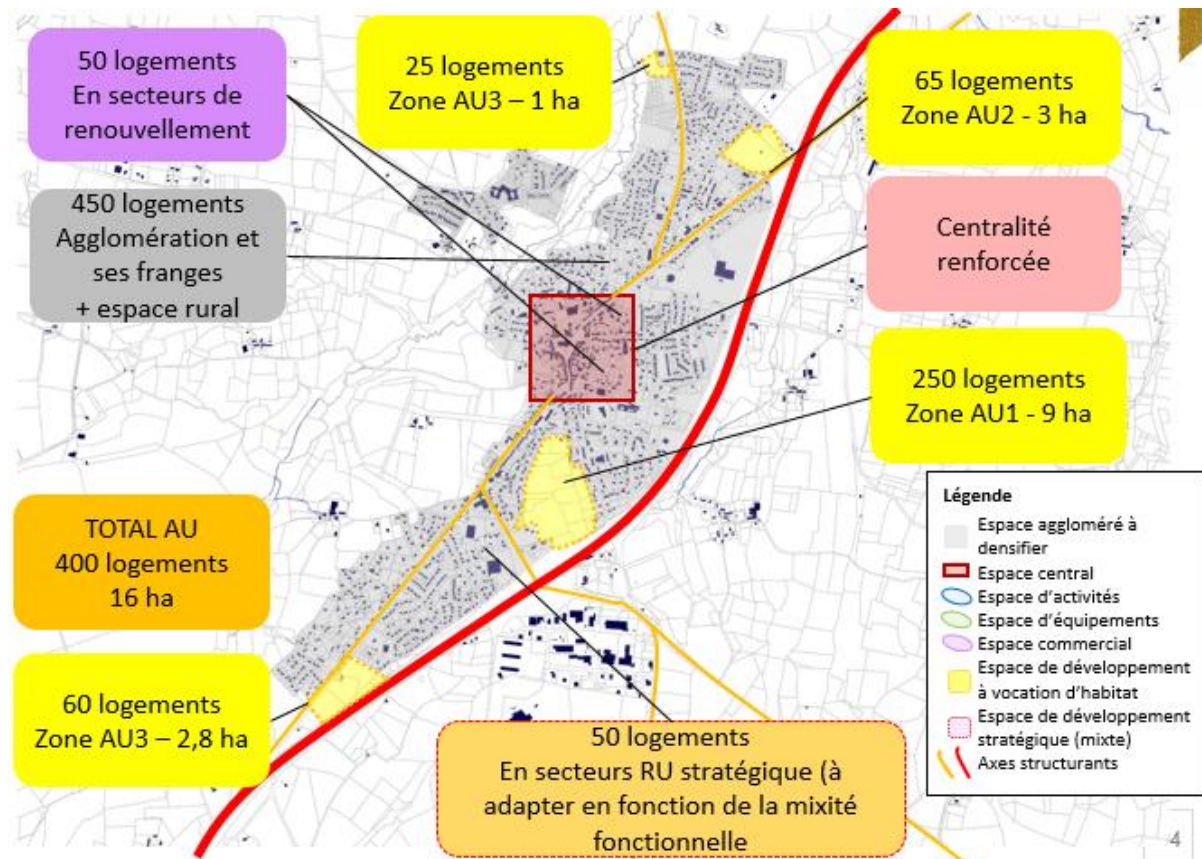 50 logements
En secteurs de
renouvellement
25 logements
Zone AU3 – 1 ha
65 logements
Zone AU2 - 3 ha
450 logements
Agglomération et
ses franges
+ espace rural
Centralité
renforcée
250 logements
Zone AU1 - 9 ha
TOTAL AU
400 logements
16 ha
60 logements
Zone AU3 – 2,8 ha
50 logements
En secteurs RU stratégique (à
adapter en fonction de la mixité
fonctionnelle
Légende
Espace aggloméré à
densifier
Espace central
Espace d'activités
Espace d'équipements
Espace commercial
Espace de développement
à vocation d'habitat
Espace de développement
stratégique (mixte)
Axes structurants
4